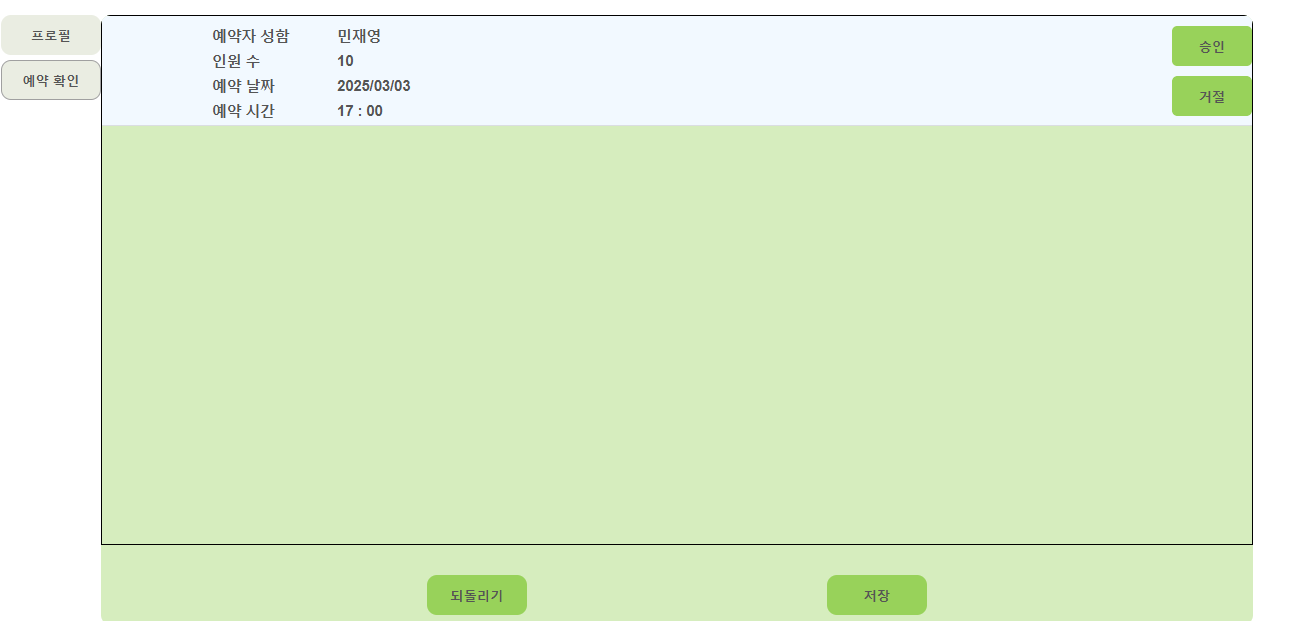 프로필
예약 확인
예약자 성함 민재영
인원 수 10
예약 날짜 2025/03/03
예약 시간 17 : 00
승인
거절
되돌리기 저장